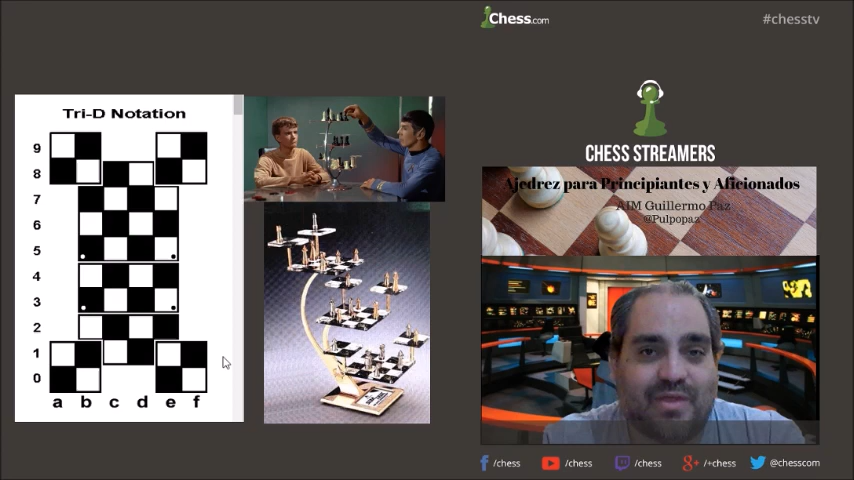 Chess.com
#chesstv
Tri-D Notation
9
8
7
6
5
4
3
2
1
0
a b c d e f
CHESS STREAMERS
Ajedrez para Principiantes y Aficionados
AIM Guillermo Paz
@Pulpopaz
/chess
/chess
/chess
/+chess
@chesscom